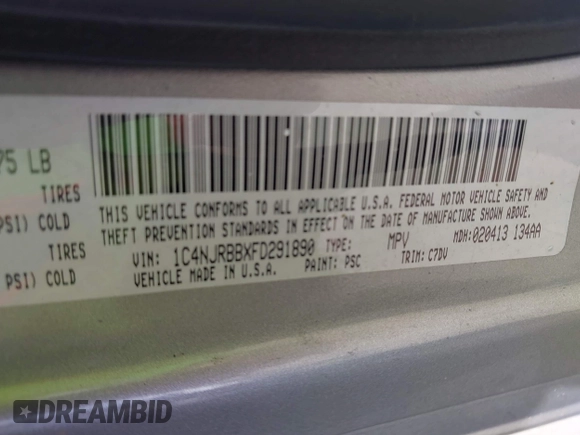 75 LB
TIRES
PSI) COLD
TIRES
PSI) COLD
THIS VEHICLE CONFORMS TO ALL APPLICABLE U.S.A. FEDERAL MOTOR VEHICLE SAFETY AND
THEFT PREVENTION STANDARDS IN EFFECT ON THE DATE OF MANUFACTURE SHOWN ABOVE.
VIN: 1C4NJRBBXFD291890 TYPE: MPV MDH:020413 134AA
VEHICLE MADE IN U.S.A. PAINT: PSC TRIM: C7DV
DREAMBID